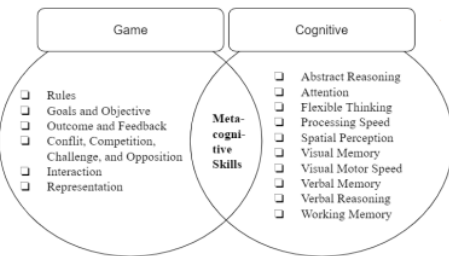 Game
Cognitive
❑ Rules
❑ Goals and Objective
❑ Outcome and Feedback
❑ Conflit, Competition,
Challenge, and Opposition
❑ Interaction
❑ Representation
Meta-
cogni-
tive
Skills
❑ Abstract Reasoning
❑ Attention
❑ Flexible Thinking
❑ Processing Speed
❑ Spatial Perception
❑ Visual Memory
❑ Visual Motor Speed
❑ Verbal Memory
❑ Verbal Reasoning
❑ Working Memory